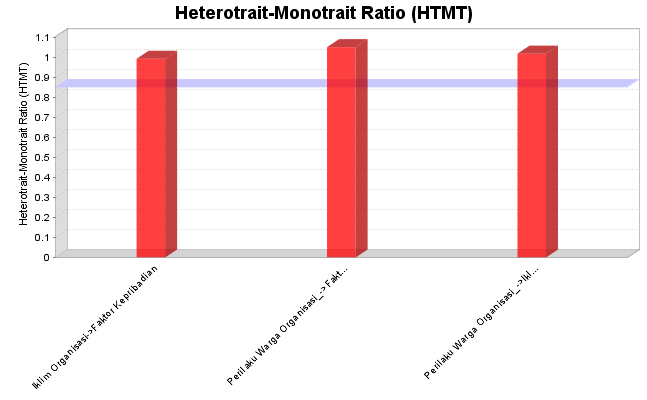 Heterotrait-Monotrait Ratio (HTMT)
Heterotrait-Monotrait Ratio (HTMT)
1.1
1
0.9
0.8
0.7
0.6
0.5
0.4
0.3
0.2
0.1
0
Iklim Organisasi->Faktor Kepribadian
Perilaku Warga Organisasi_->Fakt...
Perilaku Warga Organisasi_->Ikl...